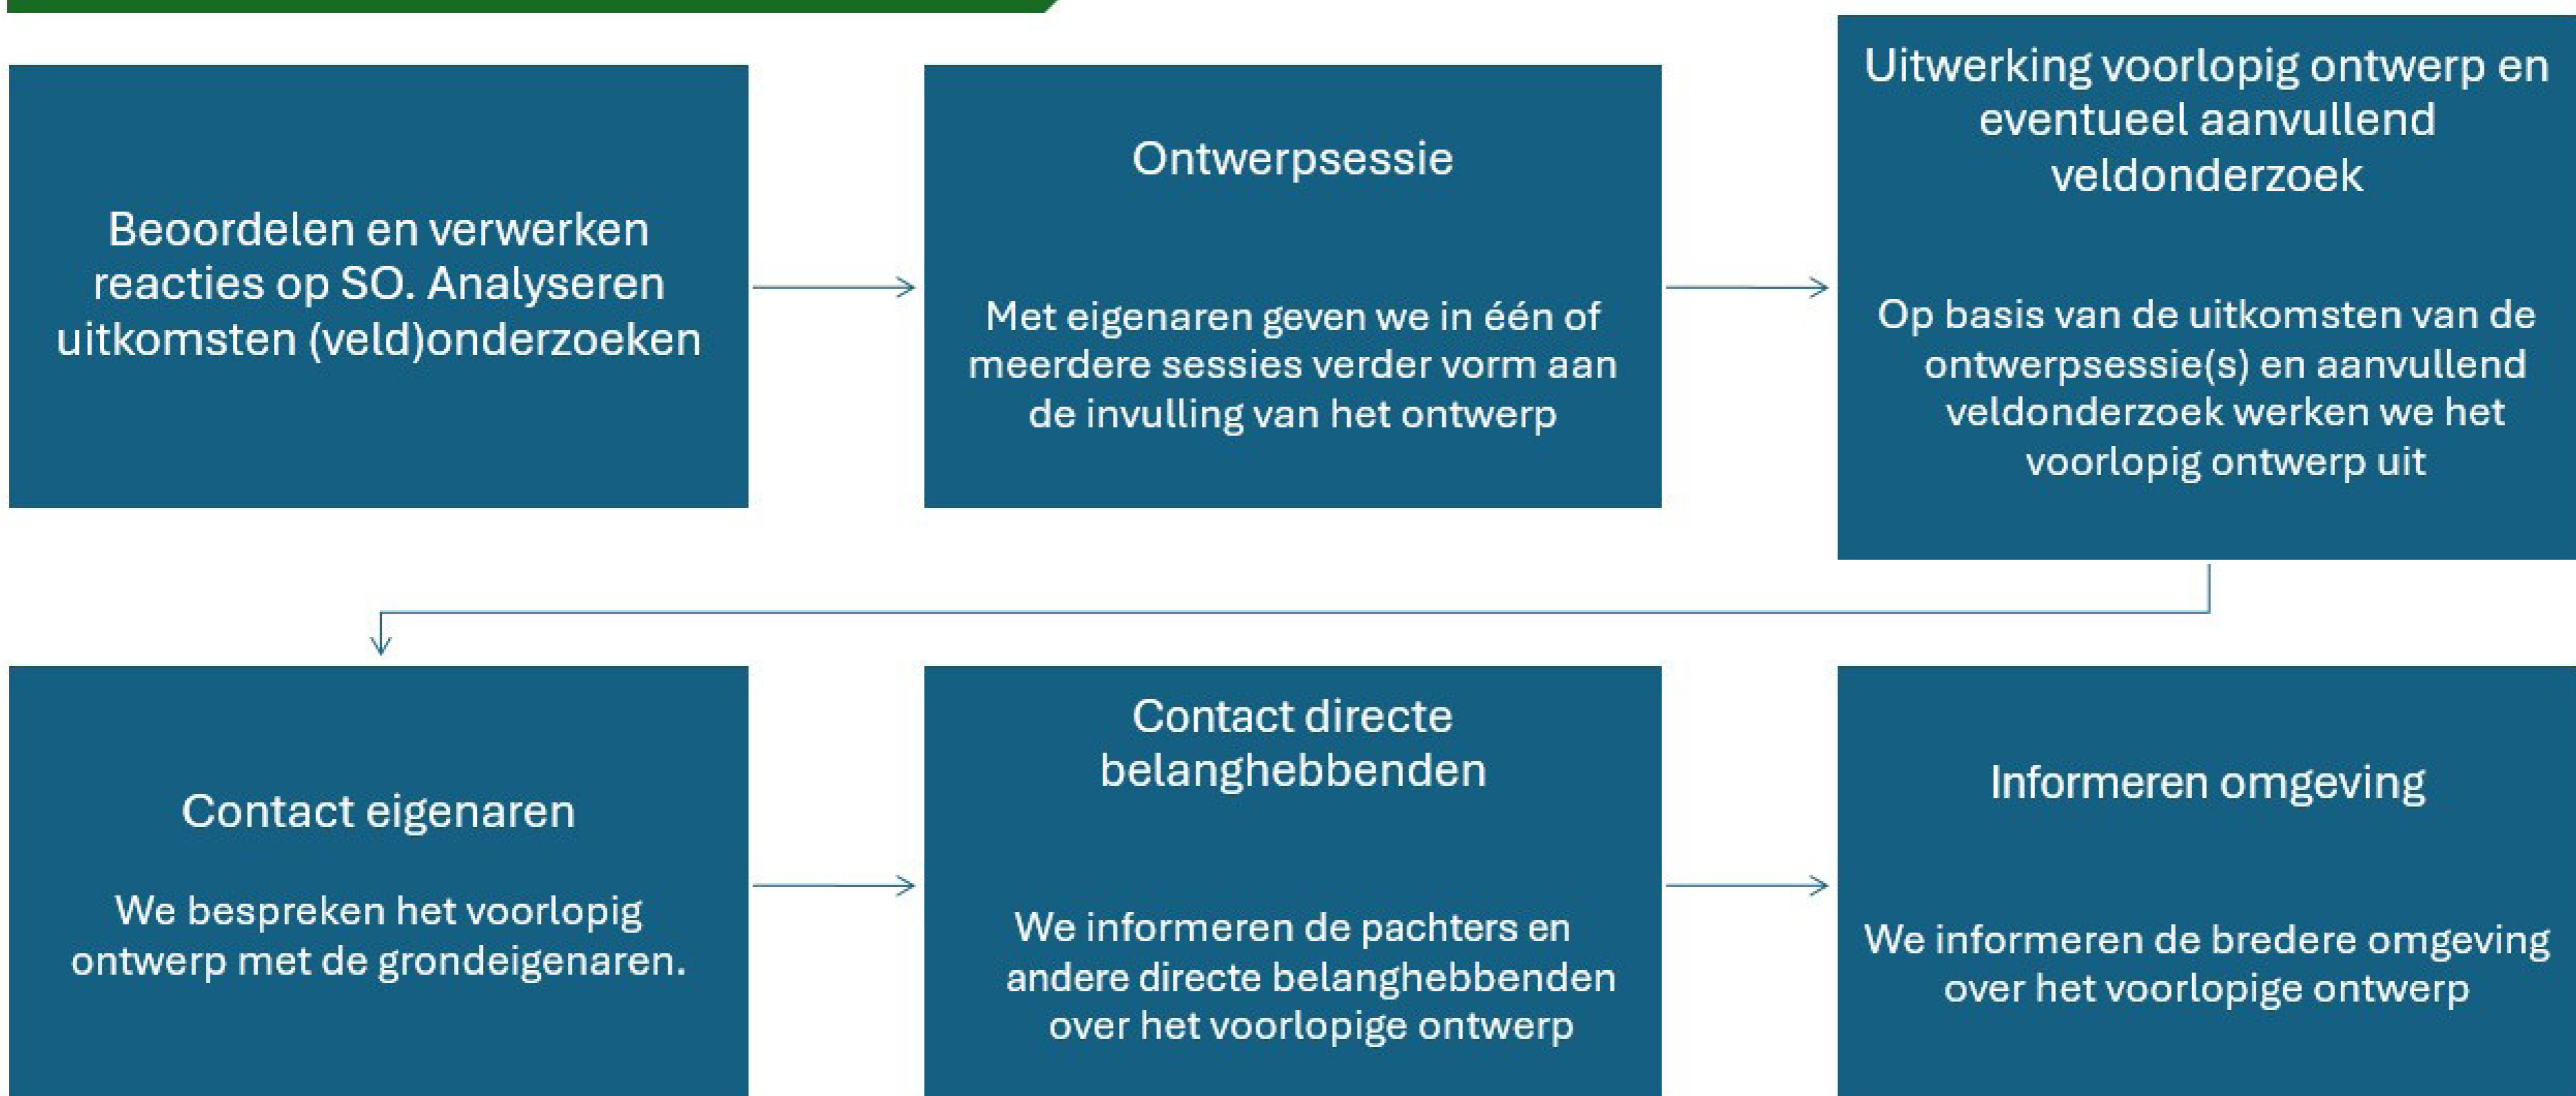 Beoordelen en verwerken
reacties op SO. Analyseren
uitkomsten (veld)onderzoeken
Ontwerpsessie
Met eigenaren geven we in één of
meerdere sessies verder vorm aan
de invulling van het ontwerp
Uitwerking voorlopig ontwerp en
eventueel aanvullend
veldonderzoek
Op basis van de uitkomsten van de
ontwerpsessie(s) en aanvullend
veldonderzoek werken we het
voorlopig ontwerp uit
Contact eigenaren
We bespreken het voorlopig
ontwerp met de grondeigenaren.
Contact directe
belanghebbenden
We informeren de pachters en
andere directe belanghebbenden
over het voorlopige ontwerp
Informeren omgeving
We informeren de bredere omgeving
over het voorlopige ontwerp